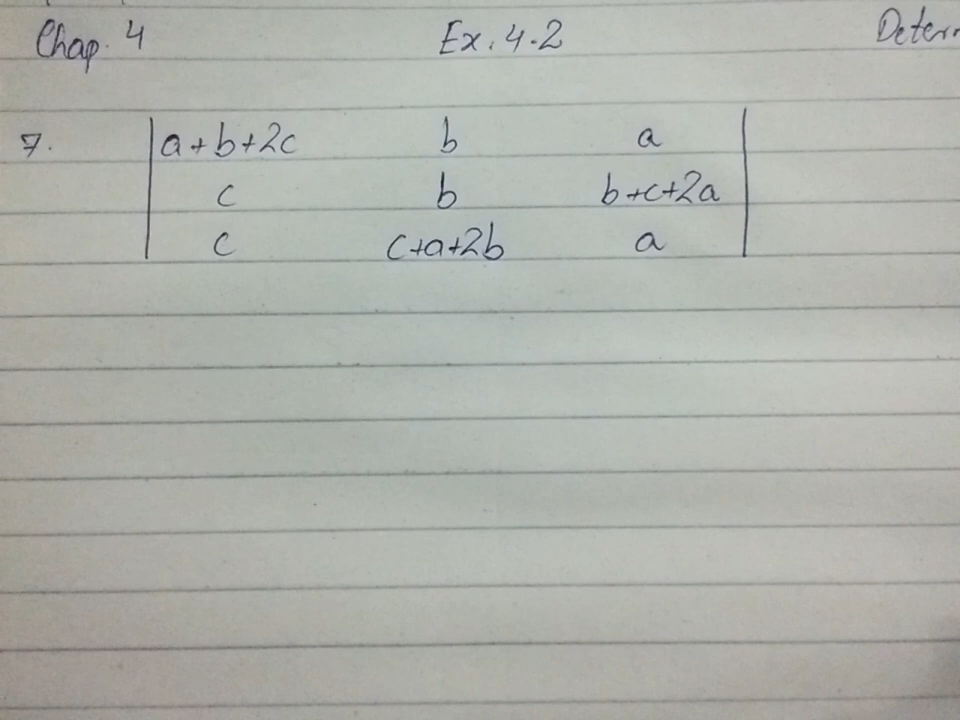 Chap. 4 Ex. 4.2
7. | a+b+2c b a |
| c b b+c+2a |
| c c+a+2b a |